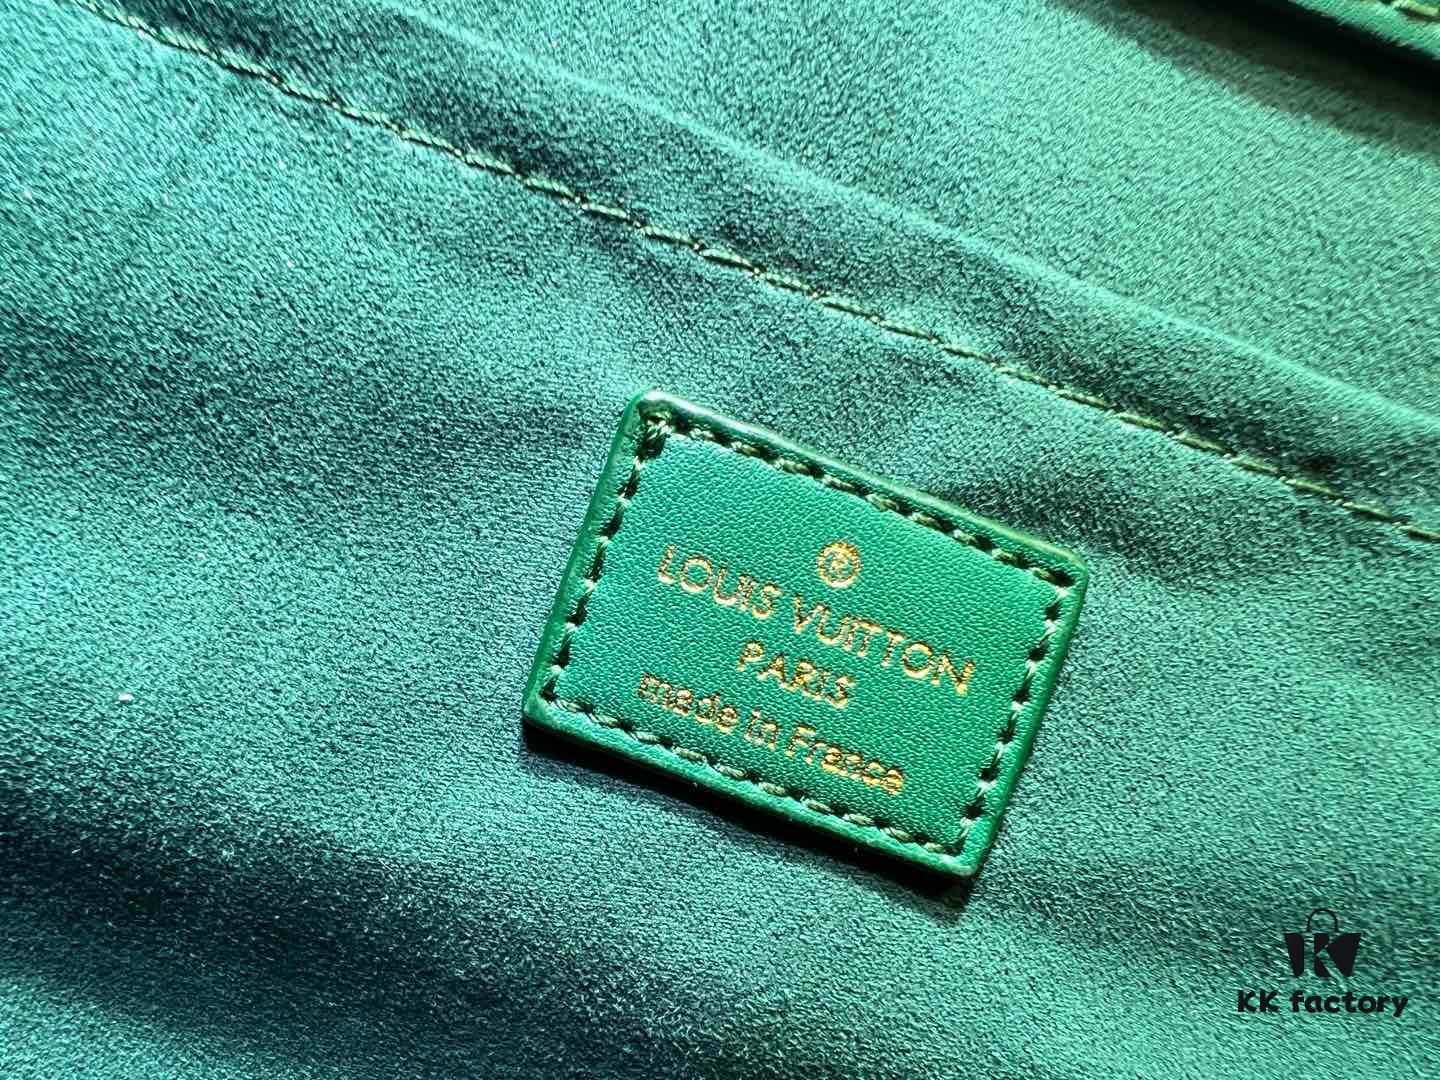 ®
LOUIS VUITTON
PARIS
made in France
KK factory